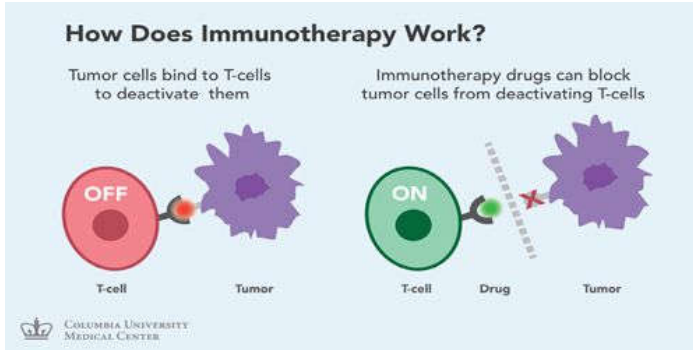 How Does Immunotherapy Work?
Tumor cells bind to T-cells
to deactivate them
Immunotherapy drugs can block
tumor cells from deactivating T-cells
OFF
ON
T-cell
Tumor
T-cell
Drug
Tumor
COLUMBIA UNIVERSITY
MEDICAL CENTER